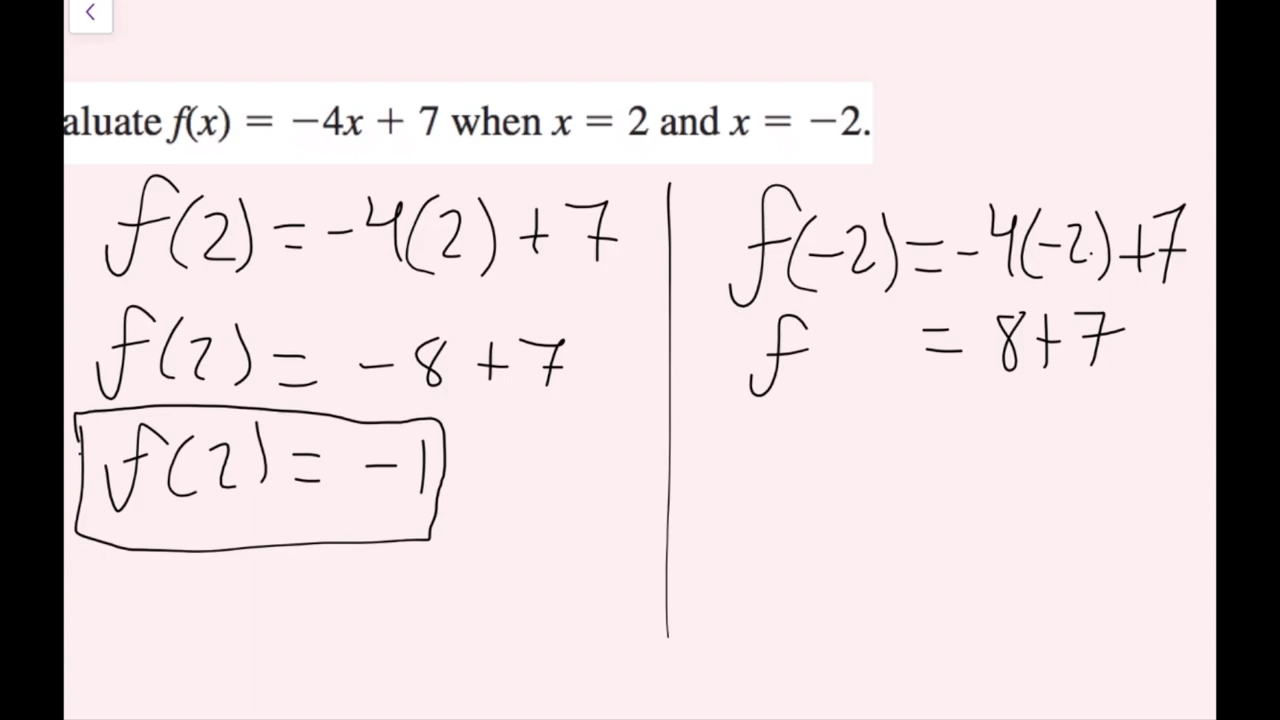 aluate f(x) = −4x + 7 when x = 2 and x = −2.
f(2) = -4(2) + 7
f(2) = -8 + 7
f(2) = -1
f(-2) = -4(-2) + 7
f = 8 + 7